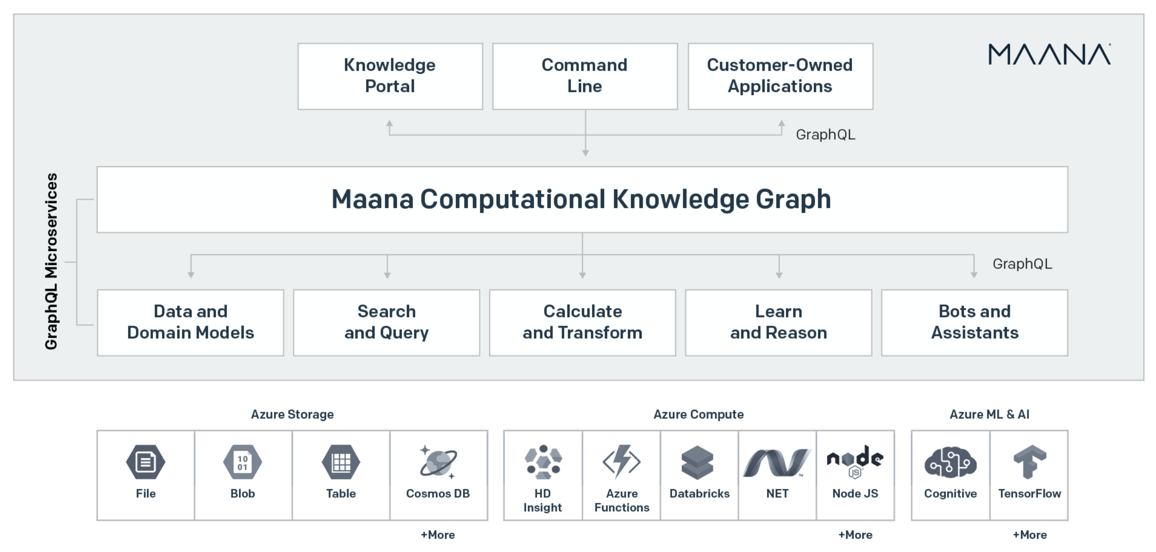 MAANA
Knowledge
Portal
Command
Line
Customer-Owned
Applications
GraphQL
Maana Computational Knowledge Graph
GraphQL Microservices
GraphQL
Data and
Domain Models
Search
and Query
Calculate
and Transform
Learn
and Reason
Bots and
Assistants
Azure Storage
Azure Compute
Azure ML & AI
10
01
node
JS
File
Blob
Table
Cosmos DB
HD
Insight
Azure
Functions
Databricks
NET
Node JS
Cognitive
TensorFlow
+More
+More
+More